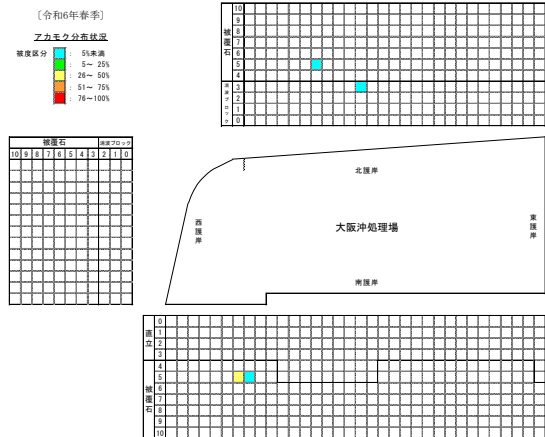 〔令和6年春季〕
アカモク分布状況
被度区分
: 5%未満
: 5~ 25%
: 26~ 50%
: 51~ 75%
: 76~100%
被覆石
消波ブロック
10
9
8
7
6
5
4
3
2
1
0
被覆石 消波ブロック
10 9 8 7 6 5 4 3 2 1 0
北護岸
西護岸
大阪沖処理場
東護岸
南護岸
直立
被覆石
0
1
2
3
4
5
6
7
8
9
10